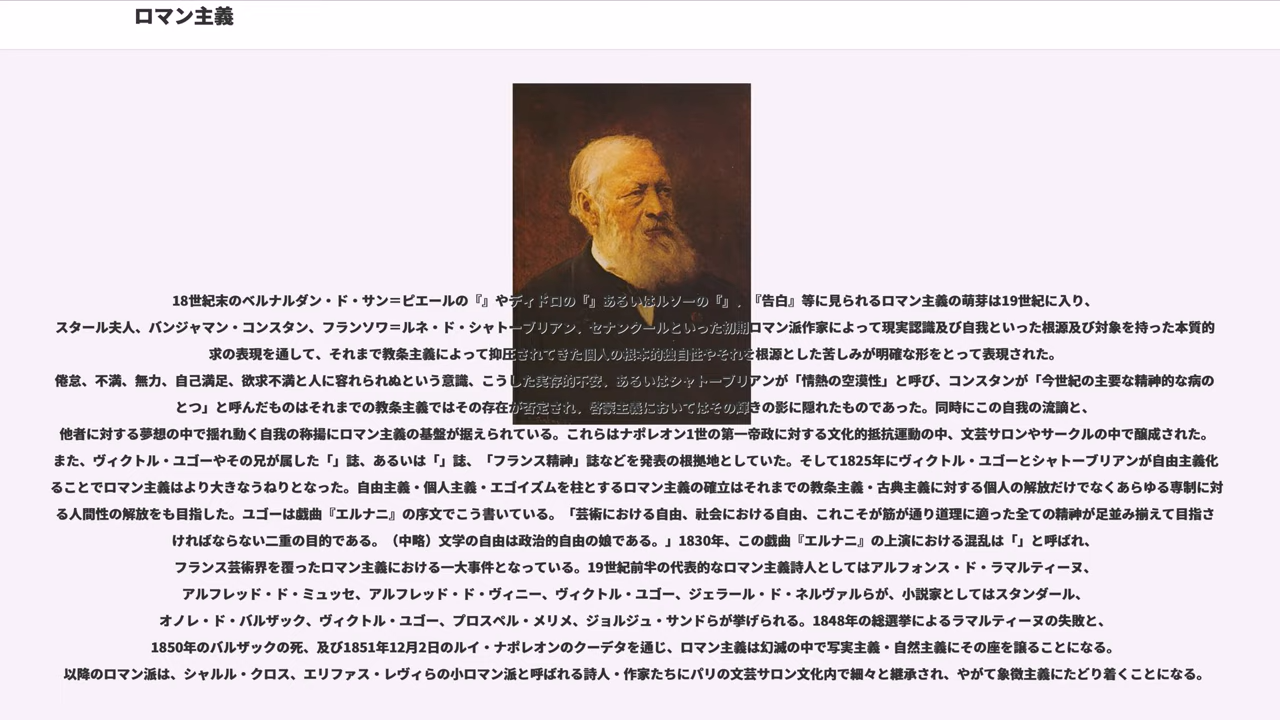 ロマン主義
18世紀末のベルナルダン・ド・サン＝ピエールの『』やディドロの『』あるいはルソーの『』、『告白』等に見られるロマン主義の萌芽は19世紀に入り、
スタール夫人、バンジャマン・コンスタン、フランソワ＝ルネ・ド・シャトーブリアン、セナンクールといった初期ロマン派作家によって現実認識及び自我といった根源及び対象を持った本質的
求の表現を通して、それまで教条主義によって抑圧されてきた個人の根本的独自性やそれを根源とした苦しみが明確な形をとって表現された。
倦怠、不満、無力、自己満足、欲求不満と人に容れられぬという意識、こうした実存的不安、あるいはシャトーブリアンが「情熱の空漠性」と呼び、コンスタンが「今世紀の主要な精神的な病の
とつ」と呼んだものはそれまでの教条主義ではその存在が否定され、啓蒙主義においてはその輝きの影に隠れたものであった。同時にこの自我の流謫と、
他者に対する夢想の中で揺れ動く自我の称揚にロマン主義の基盤が据えられている。これらはナポレオン1世の第一帝政に対する文化的抵抗運動の中、文芸サロンやサークルの中で醸成された。
また、ヴィクトル・ユゴーやその兄が属した「」誌、あるいは「」誌、「フランス精神」誌などを発表の根拠地としていた。そして1825年にヴィクトル・ユゴーとシャトーブリアンが自由主義化
ることでロマン主義はより大きなうねりとなった。自由主義・個人主義・エゴイズムを柱とするロマン主義の確立はそれまでの教条主義・古典主義に対する個人の解放だけでなくあらゆる専制に対
る人間性の解放をも目指した。ユゴーは戯曲『エルナニ』の序文でこう書いている。「芸術における自由、社会における自由、これこそが筋が通り道理に適った全ての精神が足並み揃えて目指さ
ければならない二重の目的である。（中略）文学の自由は政治的自由の娘である。」1830年、この戯曲『エルナニ』の上演における混乱は「」と呼ばれ、
フランス芸術界を覆ったロマン主義における一大事件となっている。19世紀前半の代表的なロマン主義詩人としてはアルフォンス・ド・ラマルティーヌ、
アルフレッド・ド・ミュッセ、アルフレッド・ド・ヴィニー、ヴィクトル・ユゴー、ジェラール・ド・ネルヴァルらが、小説家としてはスタンダール、
オノレ・ド・バルザック、ヴィクトル・ユゴー、プロスペル・メリメ、ジョルジュ・サンドらが挙げられる。1848年の総選挙によるラマルティーヌの失敗と、
1850年のバルザックの死、及び1851年12月2日のルイ・ナポレオンのクーデタを通じ、ロマン主義は幻滅の中で写実主義・自然主義にその座を譲ることになる。
以降のロマン派は、シャルル・クロス、エリファス・レヴィらの小ロマン派と呼ばれる詩人・作家たちにパリの文芸サロン文化内で細々と継承され、やがて象徴主義にたどり着くことになる。